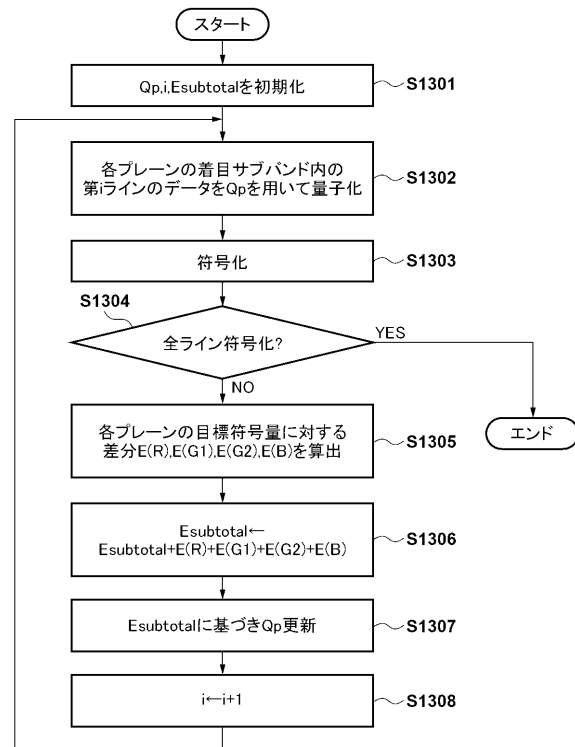 スタート
Qp,i,Esubtotalを初期化
S1301
各プレーンの着目サブバンド内の
第iラインのデータをQpを用いて量子化
S1302
符号化
S1303
S1304
全ライン符号化?
YES
NO
エンド
各プレーンの目標符号量に対する
差分E(R),E(G1),E(G2),E(B)を算出
S1305
Esubtotal←
Esubtotal+E(R)+E(G1)+E(G2)+E(B)
S1306
Esubtotalに基づきQp更新
S1307
i←i+1
S1308